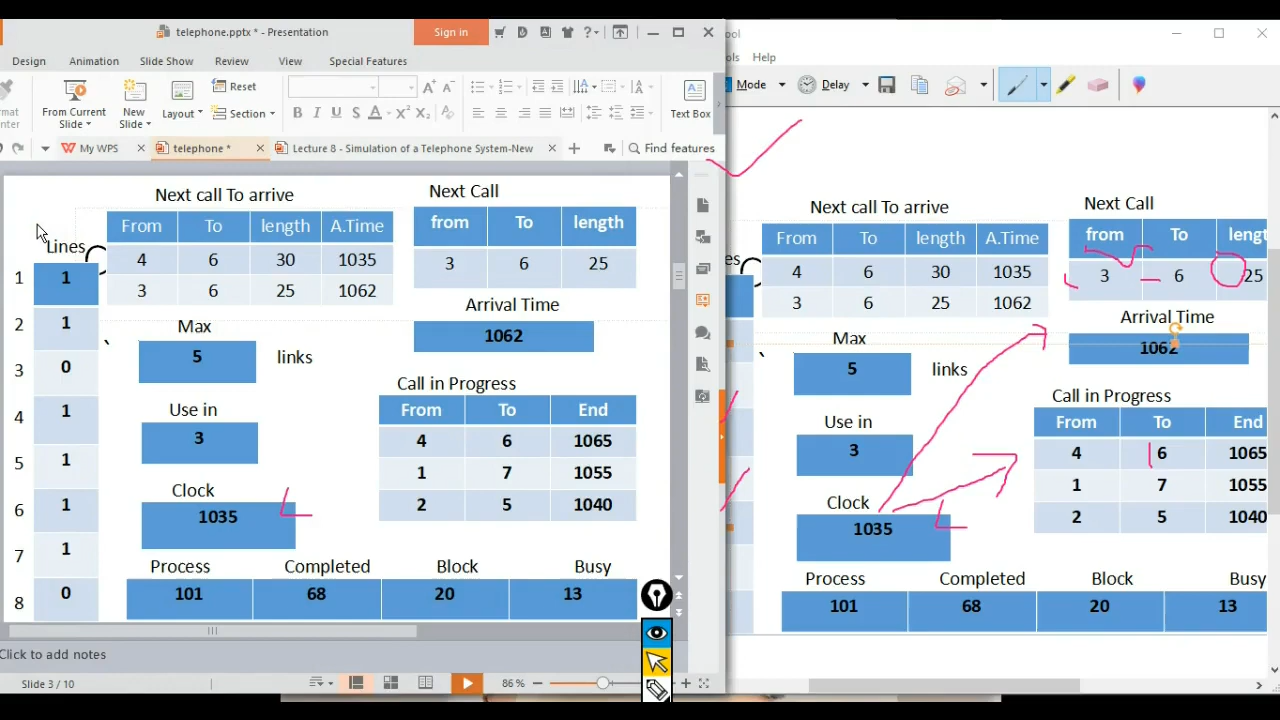 telephone.pptx * - Presentation
Sign in
Design Animation Slide Show Review View Special Features
Reset
From Current Slide New Slide Layout Section Text Box
My WPS telephone * Lecture 8 - Simulation of a Telephone System-New Find features
Next call To arrive
From To length A.Time
4 6 30 1035
3 6 25 1062
Next Call
from To length
3 6 25
Arrival Time
1062
Lines
1 1
2 1
3 0
4 1
5 1
6 1
7 1
8 0
Max
5 links
Use in
3
Clock
1035
Call in Progress
From To End
4 6 1065
1 7 1055
2 5 1040
Process Completed Block Busy
101 68 20 13
Click to add notes
Slide 3 / 10
86 %
Help
Mode Delay
Next call To arrive
From To length A.Time
4 6 30 1035
3 6 25 1062
Next Call
from To
3 6 25
Arrival Time
1062
Max
5 links
Use in
3
Clock
1035
Call in Progress
From To End
4 6 1065
1 7 1055
2 5 1040
Process Completed Block Busy
101 68 20 13